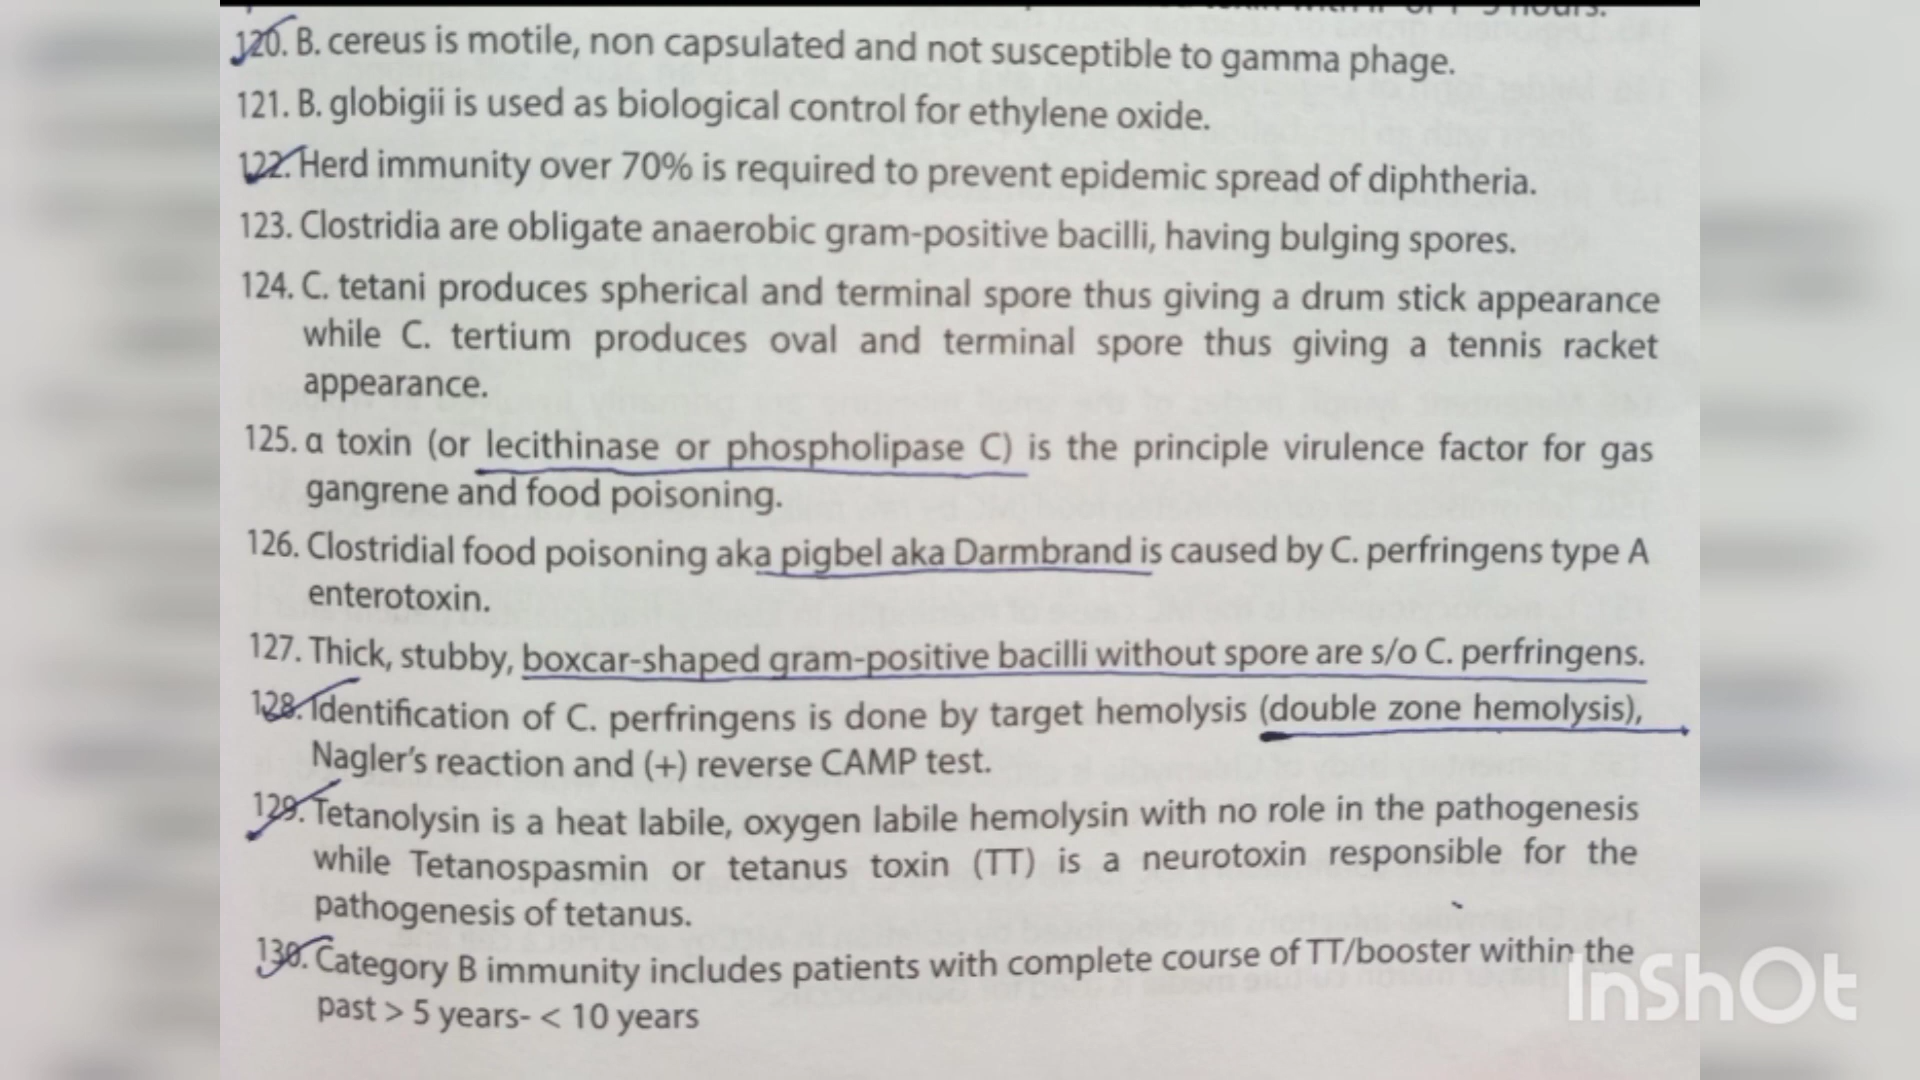 120. B. cereus is motile, non capsulated and not susceptible to gamma phage.
121. B. globigii is used as biological control for ethylene oxide.
122. Herd immunity over 70% is required to prevent epidemic spread of diphtheria.
123. Clostridia are obligate anaerobic gram-positive bacilli, having bulging spores.
124. C. tetani produces spherical and terminal spore thus giving a drum stick appearance
while C. tertium produces oval and terminal spore thus giving a tennis racket
appearance.
125. α toxin (or lecithinase or phospholipase C) is the principle virulence factor for gas
gangrene and food poisoning.
126. Clostridial food poisoning aka pigbel aka Darmbrand is caused by C. perfringens type A
enterotoxin.
127. Thick, stubby, boxcar-shaped gram-positive bacilli without spore are s/o C. perfringens.
128. Identification of C. perfringens is done by target hemolysis (double zone hemolysis),
Nagler's reaction and (+) reverse CAMP test.
129. Tetanolysin is a heat labile, oxygen labile hemolysin with no role in the pathogenesis
while Tetanospasmin or tetanus toxin (TT) is a neurotoxin responsible for the
pathogenesis of tetanus.
130. Category B immunity includes patients with complete course of TT/booster within the
past > 5 years- < 10 years
InShOt